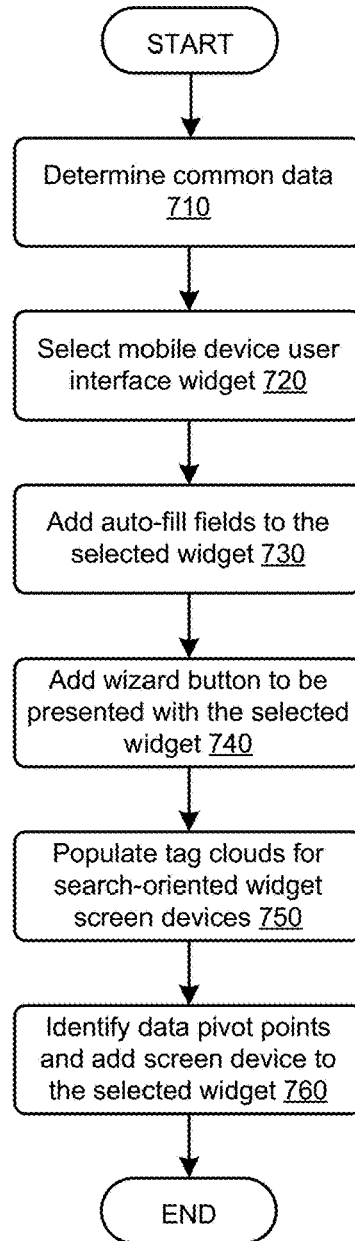 START
Determine common data
710
Select mobile device user
interface widget 720
Add auto-fill fields to the
selected widget 730
Add wizard button to be
presented with the selected
widget 740
Populate tag clouds for
search-oriented widget
screen devices 750
Identify data pivot points
and add screen device to
the selected widget 760
END